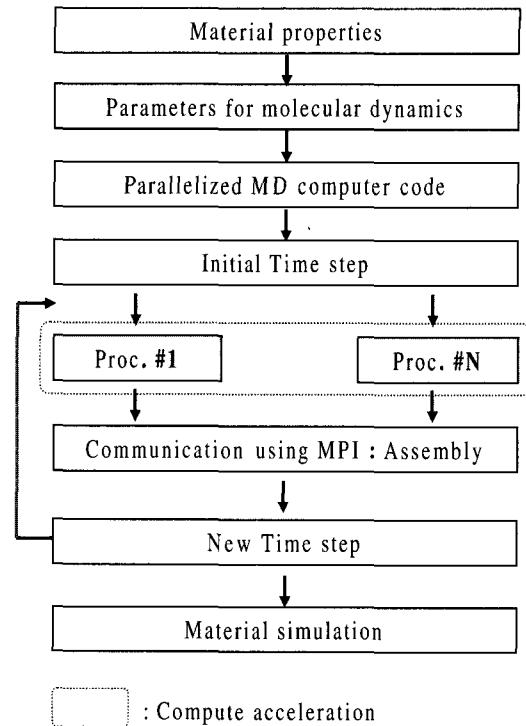 Material properties
Parameters for molecular dynamics
Parallelized MD computer code
Initial Time step
Proc. #1
Proc. #N
Communication using MPI : Assembly
New Time step
Material simulation
: Compute acceleration